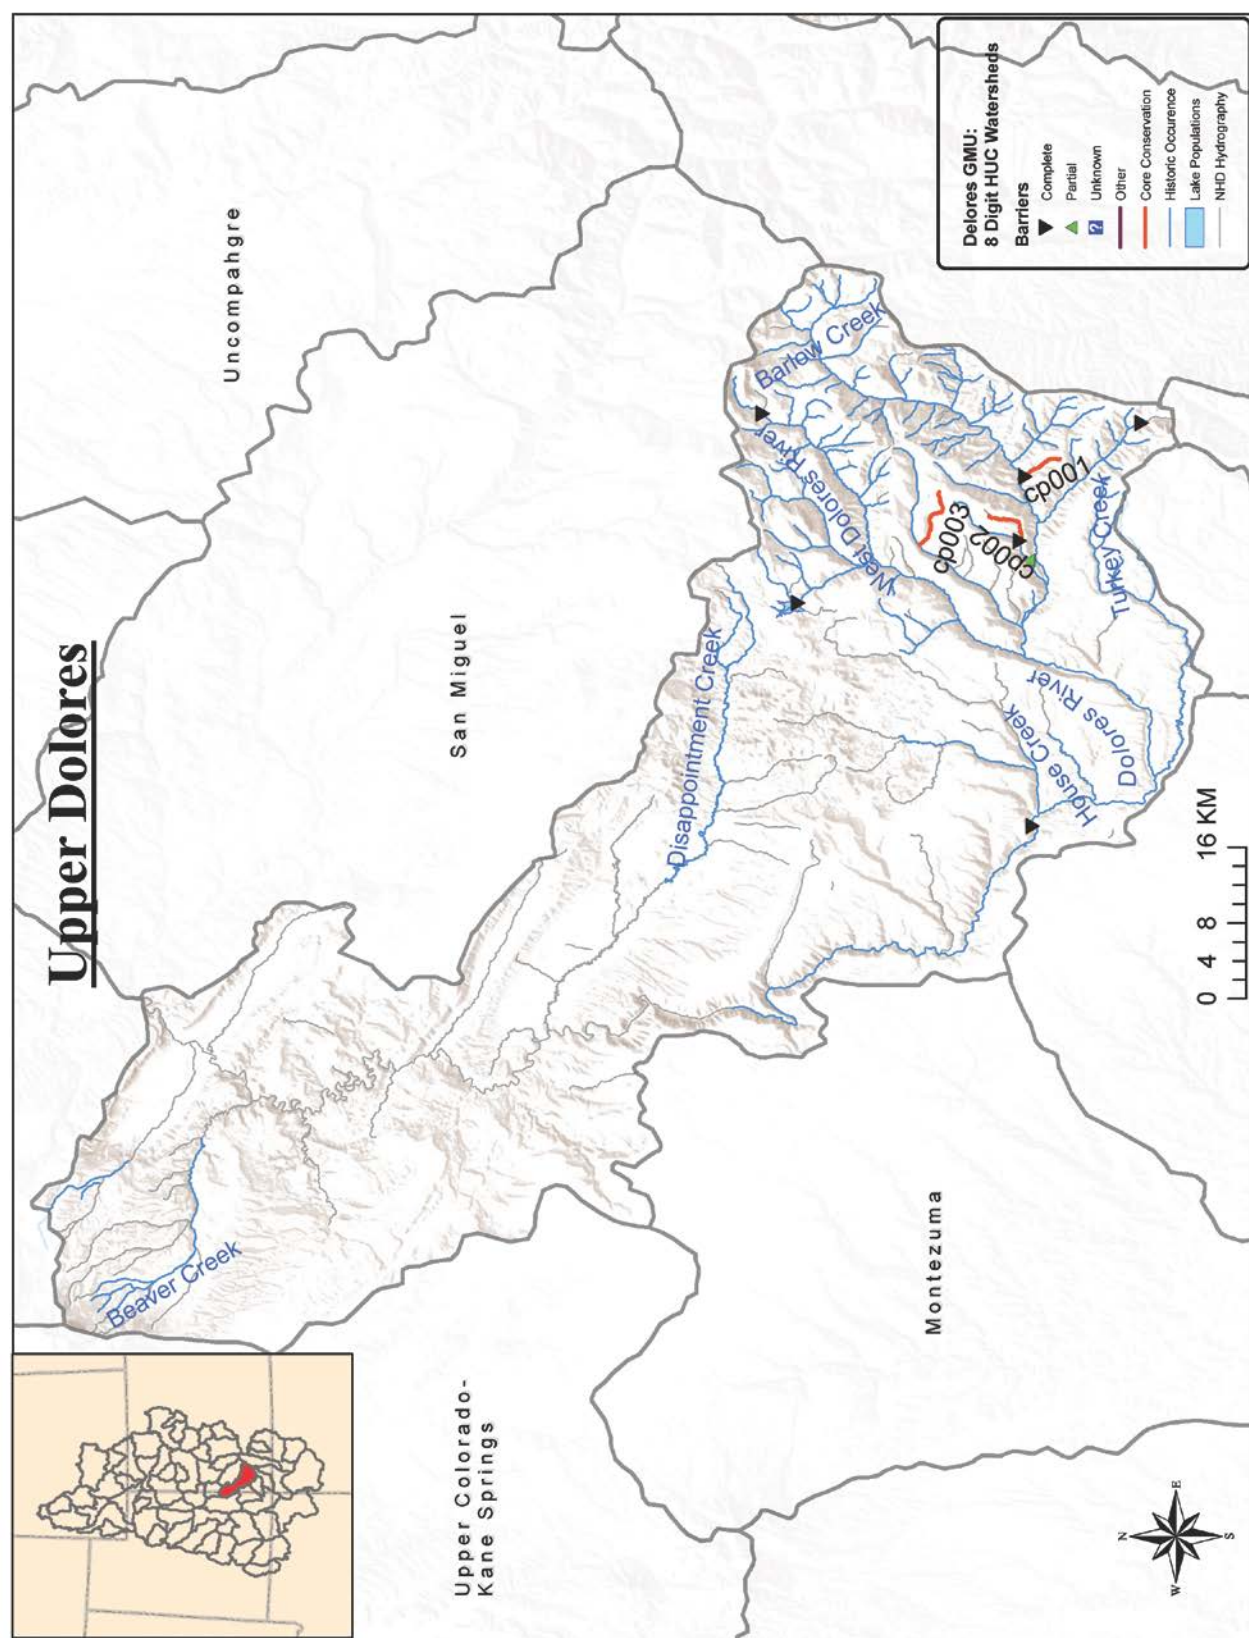 Upper Dolores
Uncompahgre
San Miguel
Upper Colorado-
Kane Springs
Montezuma
Beaver Creek
Disappointment Creek
West Dolores River
Barlow Creek
cp003
cp002
cp001
Turkey Creek
House Creek
Dolores River
N
W
E
S
0 4 8 16 KM
Delores GMU:
8 Digit HUC Watersheds
Barriers
Complete
Partial
? Unknown
Other
Core Conservation
Historic Occurence
Lake Populations
NHD Hydrography